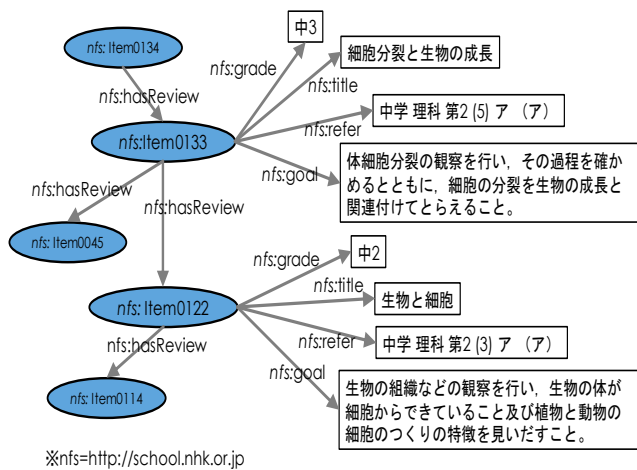 nfs: Item0134
中3
細胞分裂と生物の成長
nfs:grade
nfs:title
nfs:hasReview
中学 理科 第2 (5) ア （ア）
nfs:refer
nfs:Item0133
nfs:goal
体細胞分裂の観察を行い，その過程を確か
めるとともに，細胞の分裂を生物の成長と
関連付けてとらえること。
nfs:hasReview
nfs:hasReview
nfs: Item0045
中2
nfs:grade
nfs:title
生物と細胞
nfs: Item0122
nfs:refer
中学 理科 第2 (3) ア （ア）
nfs:hasReview
nfs:goal
生物の組織などの観察を行い，生物の体が
細胞からできていること及び植物と動物の
細胞のつくりの特徴を見いだすこと。
nfs: Item0114
※nfs=http://school.nhk.or.jp